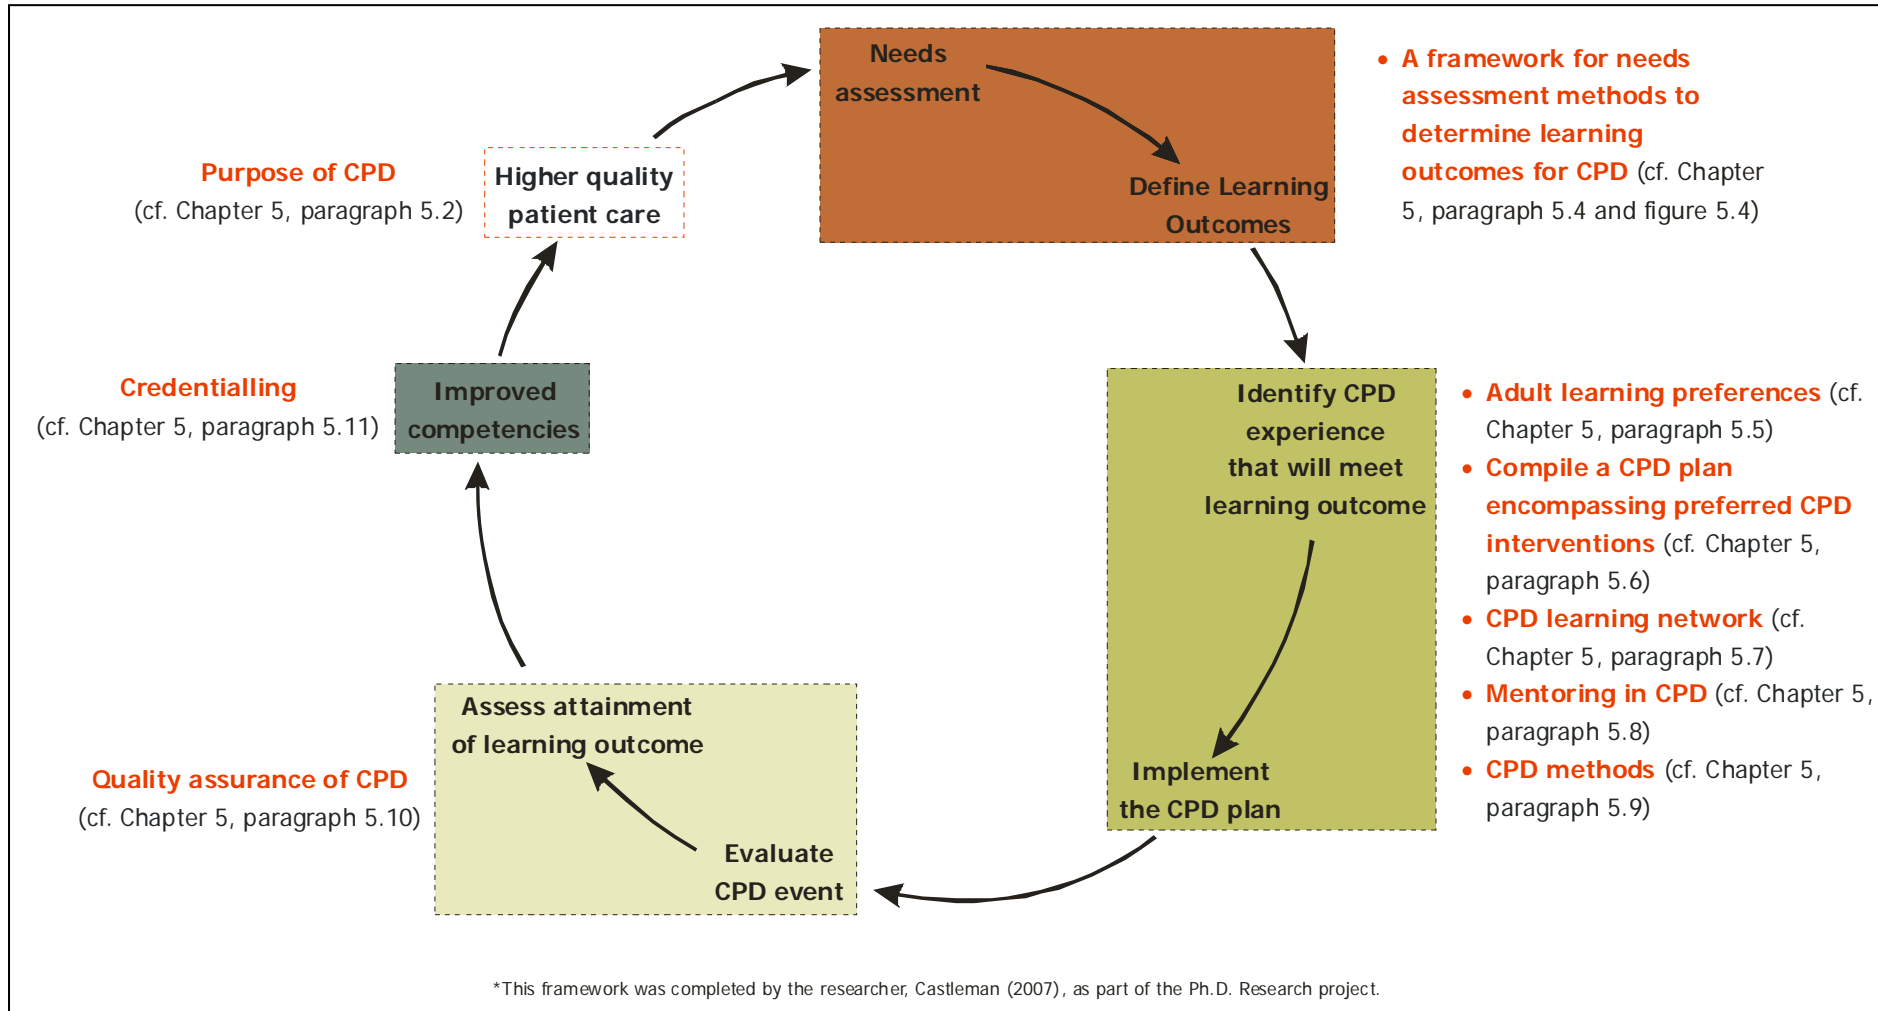 Needs
assessment
Define Learning
Outcomes
• A framework for needs
assessment methods to
determine learning
outcomes for CPD (cf. Chapter
5, paragraph 5.4 and figure 5.4)
Purpose of CPD
(cf. Chapter 5, paragraph 5.2)
Higher quality
patient care
Credentialling
(cf. Chapter 5, paragraph 5.11)
Improved
competencies
Identify CPD
experience
that will meet
learning outcome
Implement
the CPD plan
• Adult learning preferences (cf.
Chapter 5, paragraph 5.5)
• Compile a CPD plan
encompassing preferred CPD
interventions (cf. Chapter 5,
paragraph 5.6)
• CPD learning network (cf.
Chapter 5, paragraph 5.7)
• Mentoring in CPD (cf. Chapter 5,
paragraph 5.8)
• CPD methods (cf. Chapter 5,
paragraph 5.9)
Quality assurance of CPD
(cf. Chapter 5, paragraph 5.10)
Assess attainment
of learning outcome
Evaluate
CPD event
*This framework was completed by the researcher, Castleman (2007), as part of the Ph.D. Research project.